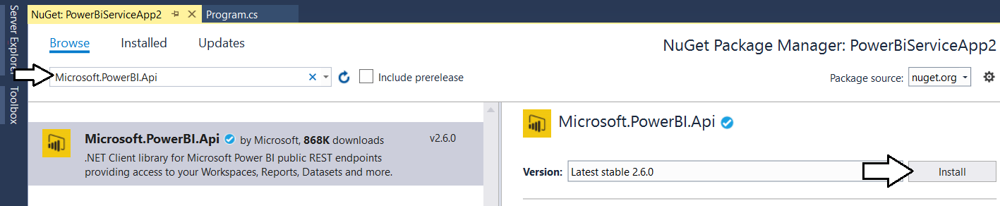 Server Explorer
Toolbox
NuGet: PowerBiServiceApp2
Program.cs
Browse
Installed
Updates
NuGet Package Manager: PowerBiServiceApp2
Microsoft.PowerBI.Api
Include prerelease
Package source: nuget.org
Microsoft.PowerBI.Api by Microsoft, 868K downloads v2.6.0
.NET Client library for Microsoft Power BI public REST endpoints
providing access to your Workspaces, Reports, Datasets and more.
Microsoft.PowerBI.Api
Version: Latest stable 2.6.0
Install